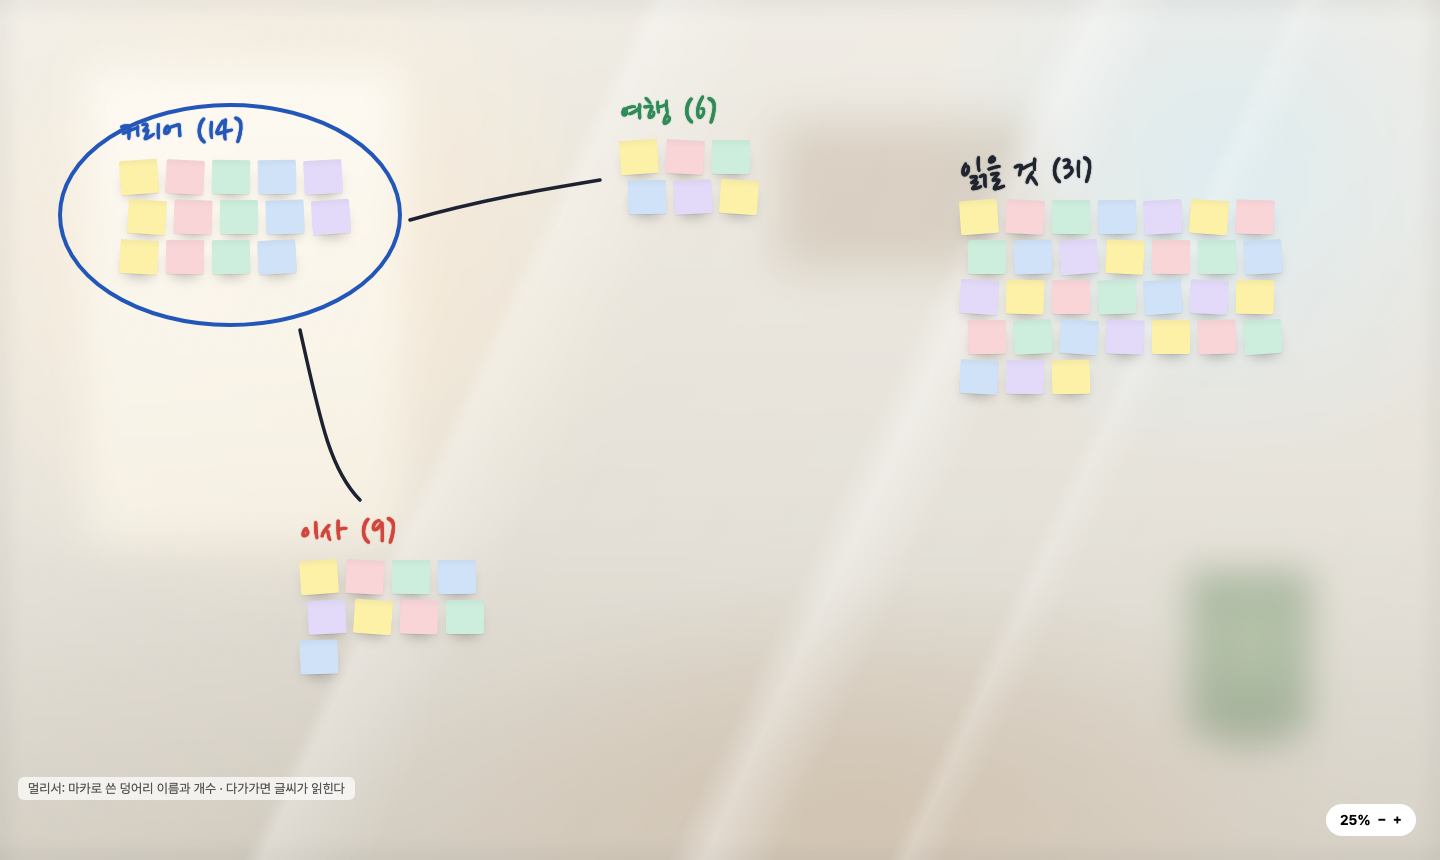 커리어 (14)
여행 (6)
읽을 것 (31)
이사 (9)
멀리서: 마카로 쓴 덩어리 이름과 개수 · 다가가면 글씨가 읽힌다
25% − +